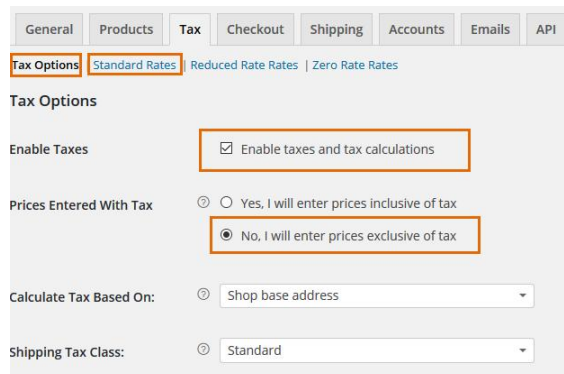 General Products Tax Checkout Shipping Accounts Emails API
Tax Options | Standard Rates | Reduced Rate Rates | Zero Rate Rates
Tax Options
Enable Taxes Enable taxes and tax calculations
Prices Entered With Tax Yes, I will enter prices inclusive of tax
No, I will enter prices exclusive of tax
Calculate Tax Based On: Shop base address
Shipping Tax Class: Standard